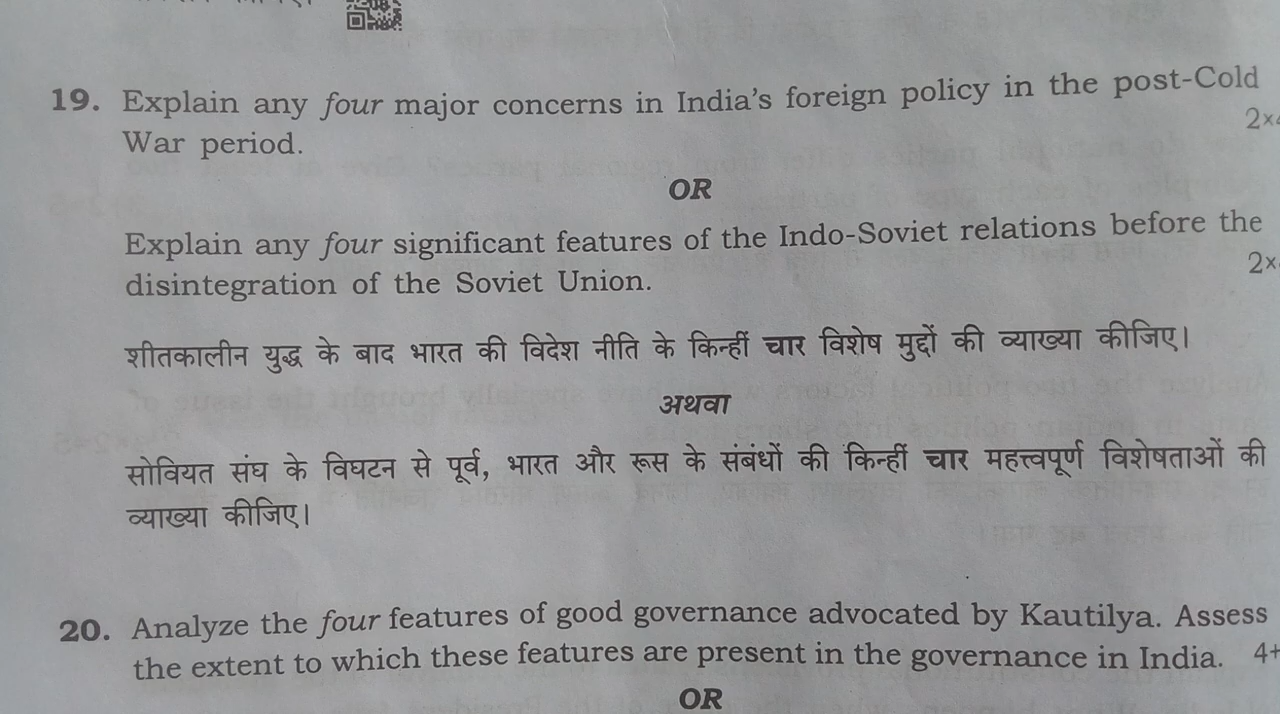 19. Explain any four major concerns in India's foreign policy in the post-Cold
War period.
OR
Explain any four significant features of the Indo-Soviet relations before the
disintegration of the Soviet Union.
शीतकालीन युद्ध के बाद भारत की विदेश नीति के किन्हीं चार विशेष मुद्दों की व्याख्या कीजिए।
अथवा
सोवियत संघ के विघटन से पूर्व, भारत और रूस के संबंधों की किन्हीं चार महत्त्वपूर्ण विशेषताओं की
व्याख्या कीजिए।
20. Analyze the four features of good governance advocated by Kautilya. Assess
the extent to which these features are present in the governance in India. 4+
OR